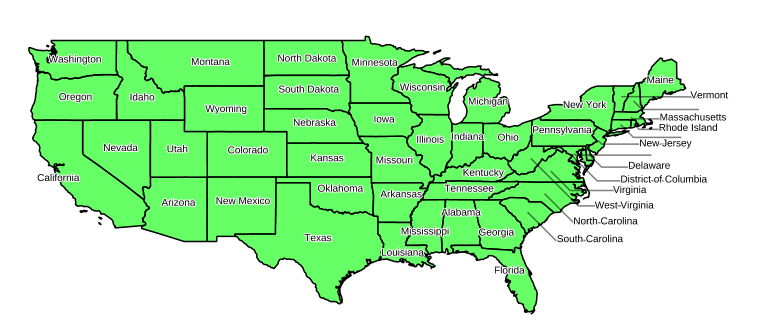 Washington
Montana
North Dakota
Minnesota
Maine
Oregon
Idaho
South Dakota
Wisconsin
Michigan
Vermont
Wyoming
New York
Massachusetts
Nebraska
Iowa
Rhode Island
Nevada
Utah
Colorado
Illinois
Indiana
Ohio
Pennsylvania
New Jersey
Kansas
Missouri
Kentucky
Delaware
California
Oklahoma
Arkansas
Tennessee
District of Columbia
Virginia
Arizona
New Mexico
West Virginia
Alabama
North Carolina
Texas
Mississippi
Georgia
South Carolina
Louisiana
Florida